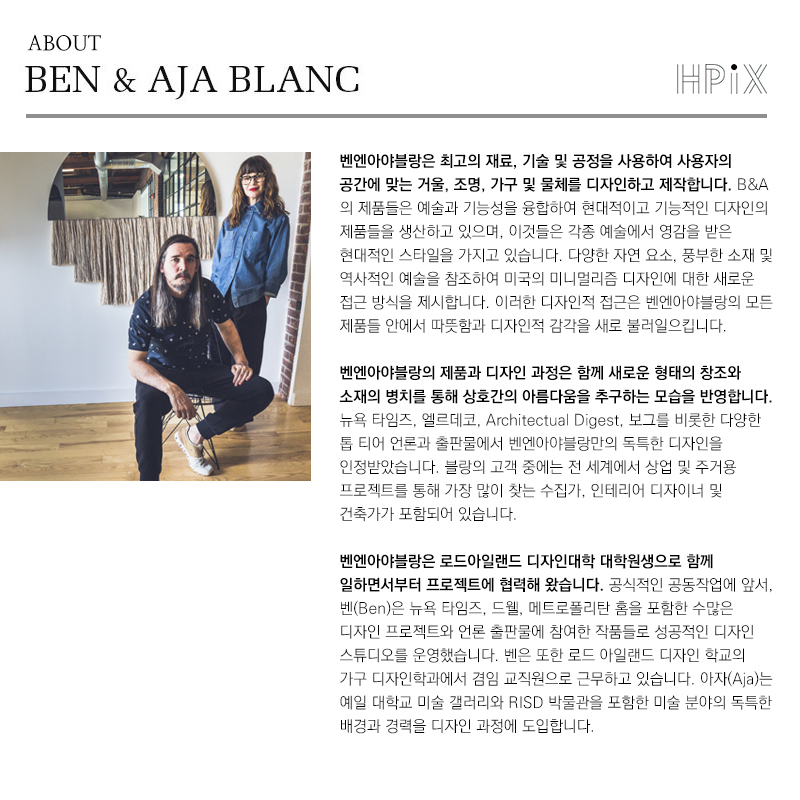 ABOUT
BEN & AJA BLANC
HPiX
벤엔아야블랑은 최고의 재료, 기술 및 공정을 사용하여 사용자의
공간에 맞는 거울, 조명, 가구 및 물체를 디자인하고 제작합니다. B&A
의 제품들은 예술과 기능성을 융합하여 현대적이고 기능적인 디자인의
제품들을 생산하고 있으며, 이것들은 각종 예술에서 영감을 받은
현대적인 스타일을 가지고 있습니다. 다양한 자연 요소, 풍부한 소재 및
역사적인 예술을 참조하여 미국의 미니멀리즘 디자인에 대한 새로운
접근 방식을 제시합니다. 이러한 디자인적 접근은 벤엔아야블랑의 모든
제품들 안에서 따뜻함과 디자인적 감각을 새로 불러일으킵니다.
벤엔아야블랑의 제품과 디자인 과정은 함께 새로운 형태의 창조와
소재의 병치를 통해 상호간의 아름다움을 추구하는 모습을 반영합니다.
뉴욕 타임즈, 엘르데코, Architectual Digest, 보그를 비롯한 다양한
톱 티어 언론과 출판물에서 벤엔아야블랑만의 독특한 디자인을
인정받았습니다. 블랑의 고객 중에는 전 세계에서 상업 및 주거용
프로젝트를 통해 가장 많이 찾는 수집가, 인테리어 디자이너 및
건축가가 포함되어 있습니다.
벤엔아야블랑은 로드아일랜드 디자인대학 대학원생으로 함께
일하면서부터 프로젝트에 협력해 왔습니다. 공식적인 공동작업에 앞서,
벤(Ben)은 뉴욕 타임즈, 드웰, 메트로폴리탄 홈을 포함한 수많은
디자인 프로젝트와 언론 출판물에 참여한 작품들로 성공적인 디자인
스튜디오를 운영했습니다. 벤은 또한 로드 아일랜드 디자인 학교의
가구 디자인학과에서 겸임 교직원으로 근무하고 있습니다. 아자(Aja)는
예일 대학교 미술 갤러리와 RISD 박물관을 포함한 미술 분야의 독특한
배경과 경력을 디자인 과정에 도입합니다.